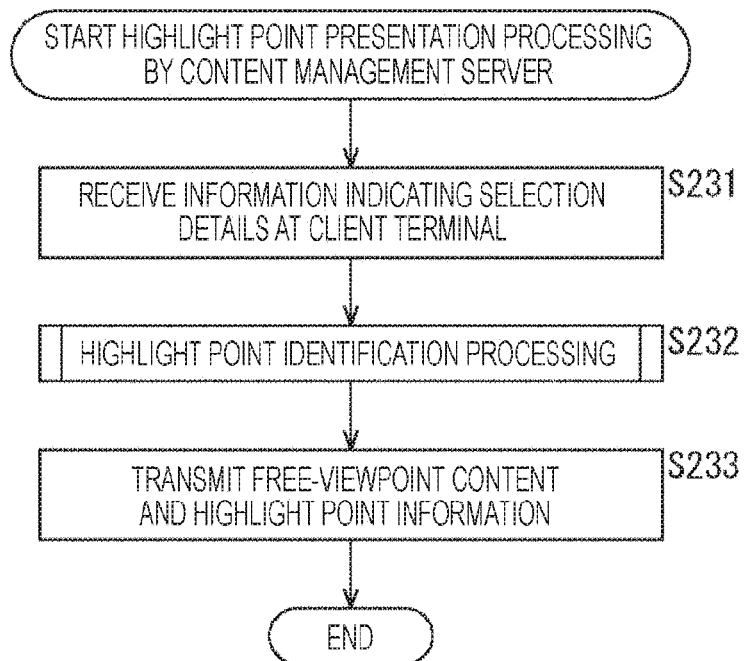 START HIGHLIGHT POINT PRESENTATION PROCESSING
BY CONTENT MANAGEMENT SERVER
RECEIVE INFORMATION INDICATING SELECTION
DETAILS AT CLIENT TERMINAL
S231
HIGHLIGHT POINT IDENTIFICATION PROCESSING
S232
TRANSMIT FREE-VIEWPOINT CONTENT
AND HIGHLIGHT POINT INFORMATION
S233
END